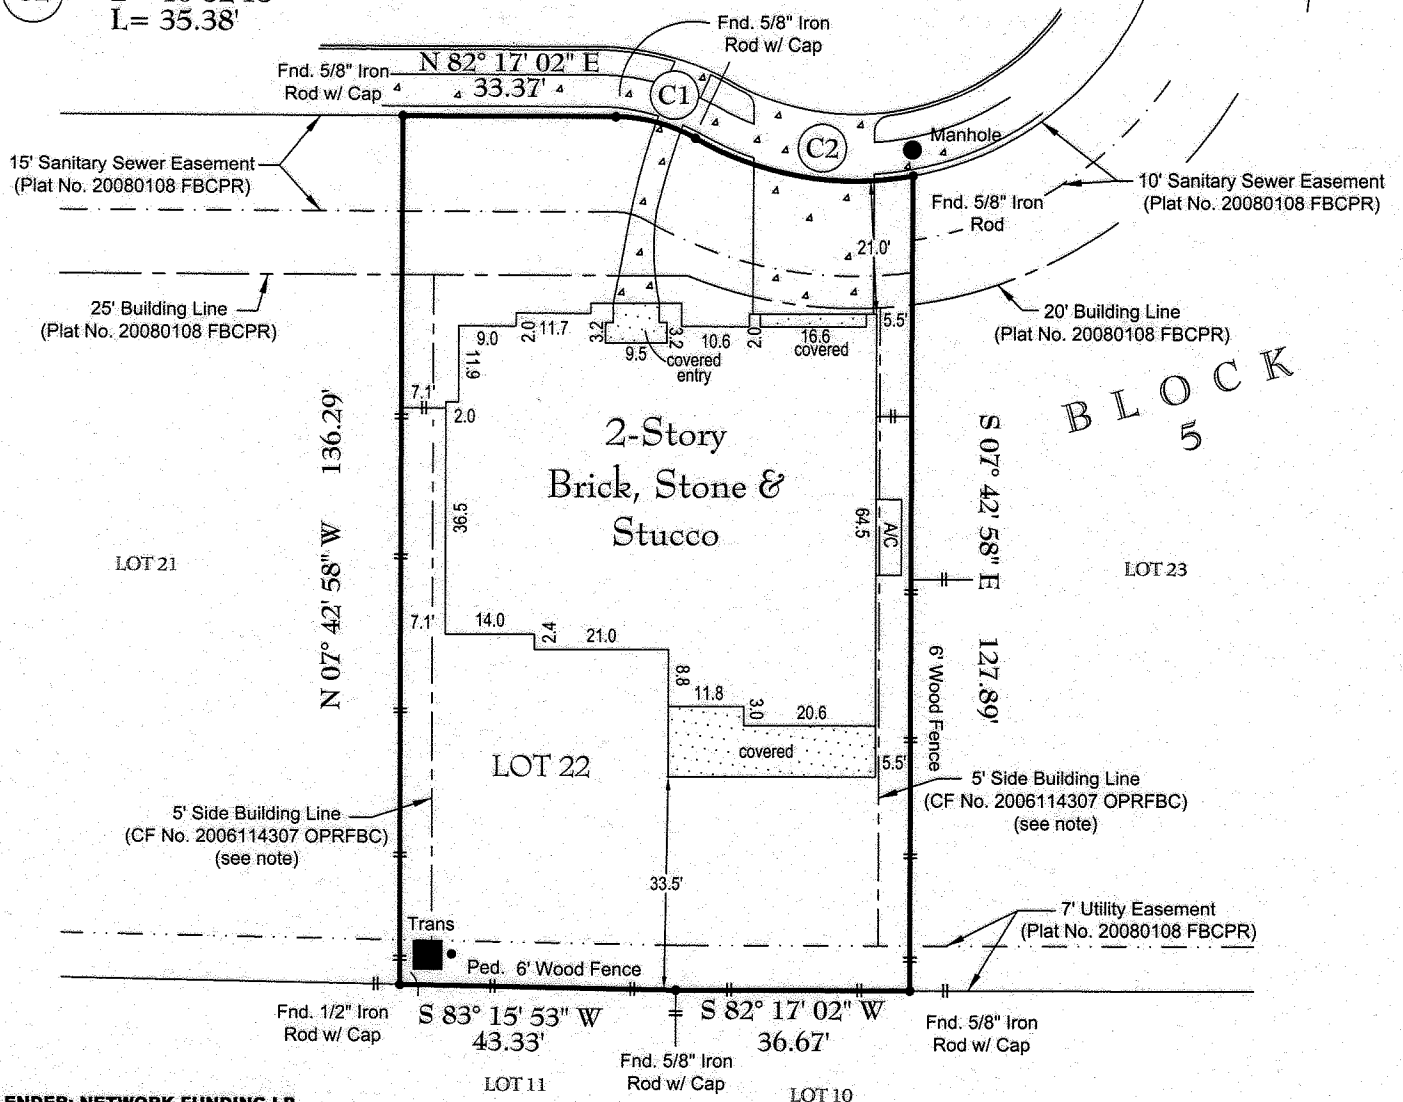 L= 35.38'
Fnd. 5/8" Iron
Rod w/ Cap
N 82° 17' 02" E
33.37'
Fnd. 5/8" Iron
Rod w/ Cap
C1
C2
Manhole
15' Sanitary Sewer Easement
(Plat No. 20080108 FBCPR)
10' Sanitary Sewer Easement
(Plat No. 20080108 FBCPR)
Fnd. 5/8" Iron
Rod
21.0'
25' Building Line
(Plat No. 20080108 FBCPR)
20' Building Line
(Plat No. 20080108 FBCPR)
5.5'
9.0
2.0
11.7
3.2
9.5
3.2
covered
entry
10.6
2.0
16.6
covered
11.9
7.1'
2.0
BLOCK
5
136.29'
N 07° 42' 58" W
2-Story
Brick, Stone &
Stucco
36.5
64.5
A/C
S 07° 42' 58" E
127.89'
LOT 21
LOT 23
7.1'
14.0
2.4
21.0
8.8
11.8
3.0
20.6
covered
5.5'
6' Wood Fence
LOT 22
5' Side Building Line
(CF No. 2006114307 OPRFBC)
(see note)
5' Side Building Line
(CF No. 2006114307 OPRFBC)
(see note)
33.5'
7' Utility Easement
(Plat No. 20080108 FBCPR)
Trans
Ped.
6' Wood Fence
Fnd. 1/2" Iron
Rod w/ Cap
S 83° 15' 53" W
43.33'
Fnd. 5/8" Iron
Rod w/ Cap
S 82° 17' 02" W
36.67'
Fnd. 5/8" Iron
Rod w/ Cap
LOT 11
LOT 10
ENDER: NETWORK FUNDING LP